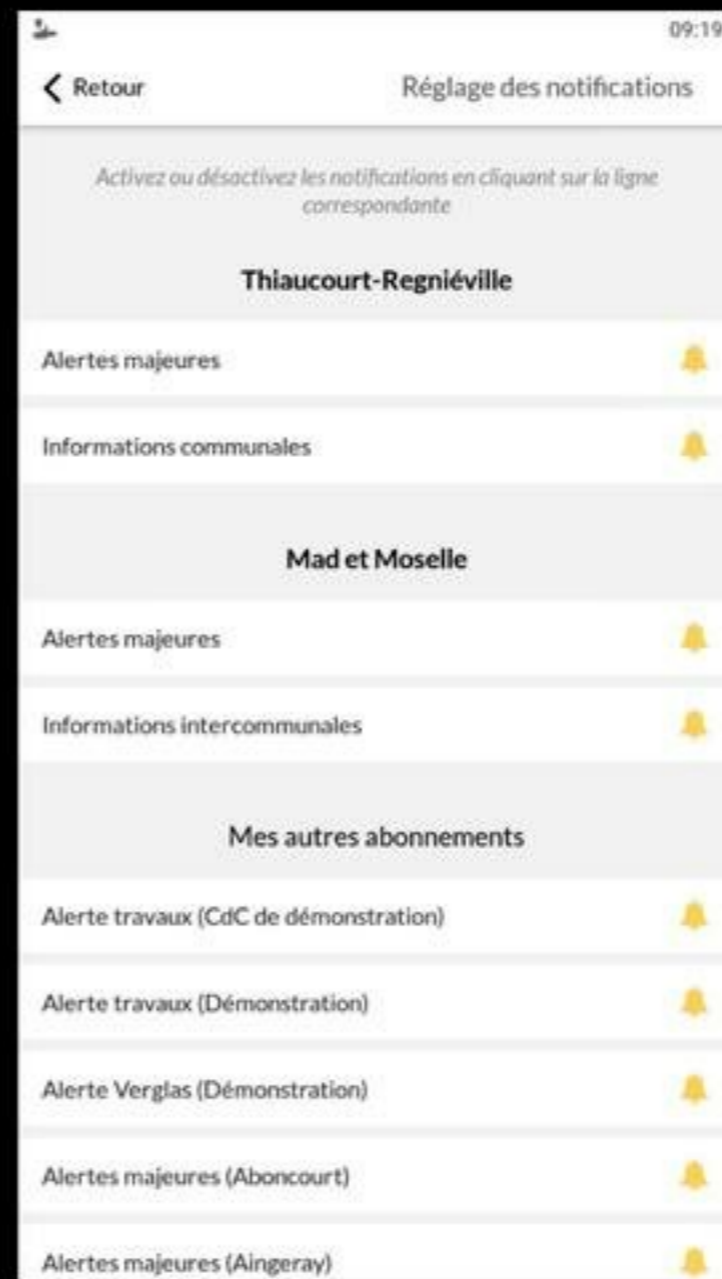 09:19
Retour
Réglage des notifications
Activez ou désactivez les notifications en cliquant sur la ligne
correspondante
Thiaucourt-Regniéville
Alertes majeures
Informations communales
Mad et Moselle
Alertes majeures
Informations intercommunales
Mes autres abonnements
Alerte travaux (CdC de démonstration)
Alerte travaux (Démonstration)
Alerte Verglas (Démonstration)
Alertes majeures (Aboncourt)
Alertes majeures (Aingeray)